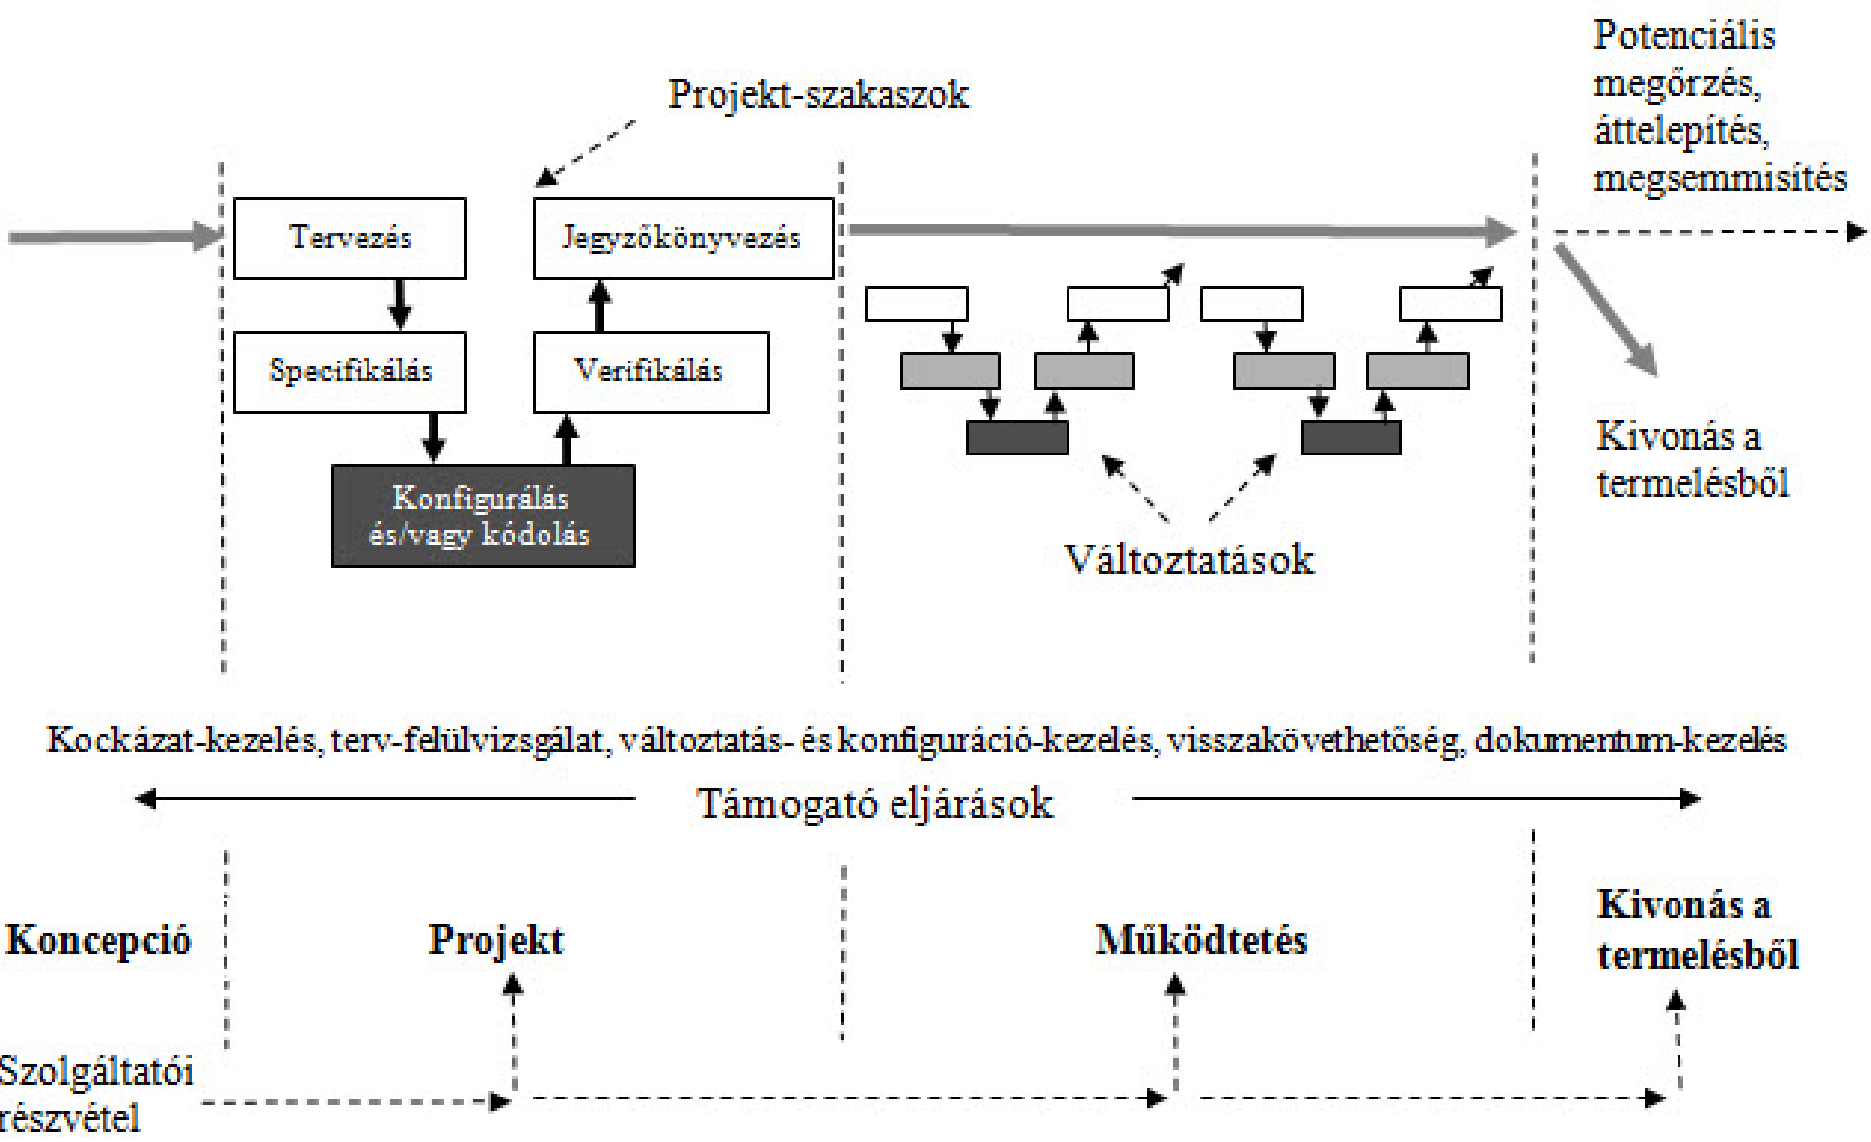 Potenciális
megőrzés,
áttelepítés,
megsemmisítés
Projekt-szakaszok
Tervezés
Jegyzőkönyvezés
Specifikálás
Verifikálás
Konfigurálás
és/vagy kódolás
Változtatások
Kivonás a
termelésből
Kockázat-kezelés, terv-felülvizsgálat, változtatás- és konfiguráció-kezelés, visszakövethetőség, dokumentum-kezelés
Támogató eljárások
Koncepció
Projekt
Működtetés
Kivonás a
termelésből
Szolgáltatói
részvétel